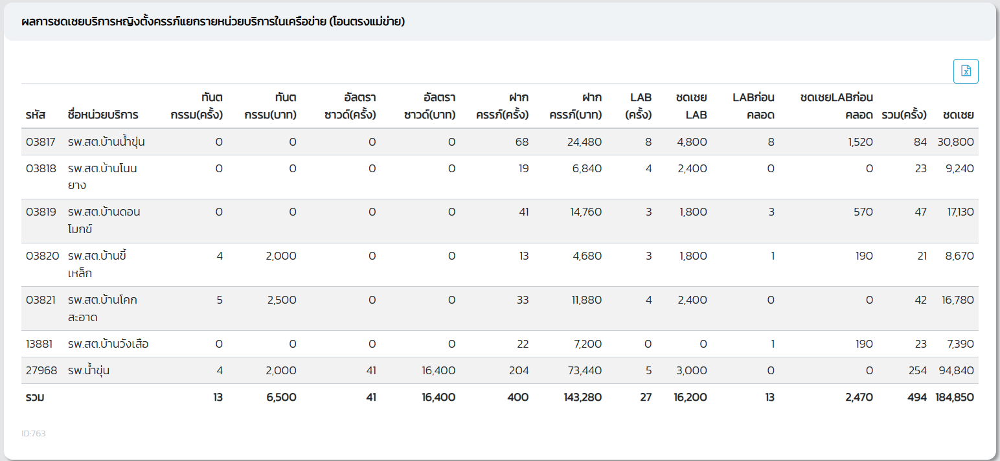 ผลการชดเชยบริการหญิงตั้งครรภ์แยกรายหน่วยบริการในเครือข่าย (โอนตรงแม่ข่าย)
ทันต ทันต อัลตรา อัลตรา ฝาก ฝาก LAB ชดเชย LABก่อน ชดเชยLABก่อน
รหัส ชื่อหน่วยบริการ กรรม(ครั้ง) กรรม(บาท) ซาวด์(ครั้ง) ซาวด์(บาท) ครรภ์(ครั้ง) ครรภ์(บาท) (ครั้ง) LAB คลอด คลอด รวม(ครั้ง) ชดเชย
03817 รพ.สต.บ้านน้ำขุ่น 0 0 0 0 68 24,480 8 4,800 8 1,520 84 30,800
03818 รพ.สต.บ้านโนน 0 0 0 0 19 6,840 4 2,400 0 0 23 9,240
ยาง
03819 รพ.สต.บ้านดอน 0 0 0 0 41 14,760 3 1,800 3 570 47 17,130
โมกข์
03820 รพ.สต.บ้านขี้ 4 2,000 0 0 13 4,680 3 1,800 1 190 21 8,670
เหล็ก
03821 รพ.สต.บ้านโคก 5 2,500 0 0 33 11,880 4 2,400 0 0 42 16,780
สะอาด
13881 รพ.สต.บ้านวังเสือ 0 0 0 0 22 7,200 0 0 1 190 23 7,390
27968 รพ.น้ำขุ่น 4 2,000 41 16,400 204 73,440 5 3,000 0 0 254 94,840
รวม 13 6,500 41 16,400 400 143,280 27 16,200 13 2,470 494 184,850
ID:763